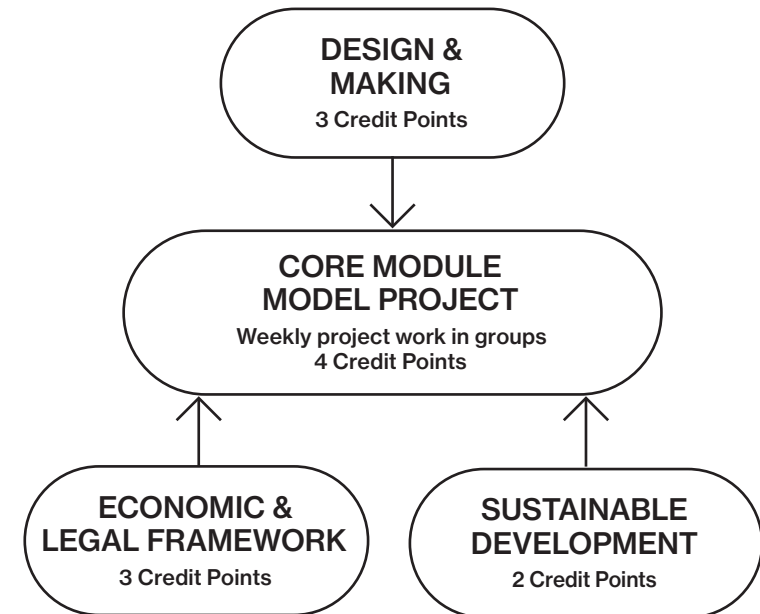 DESIGN &
MAKING
3 Credit Points
CORE MODULE
MODEL PROJECT
Weekly project work in groups
4 Credit Points
ECONOMIC &
LEGAL FRAMEWORK
3 Credit Points
SUSTAINABLE
DEVELOPMENT
2 Credit Points